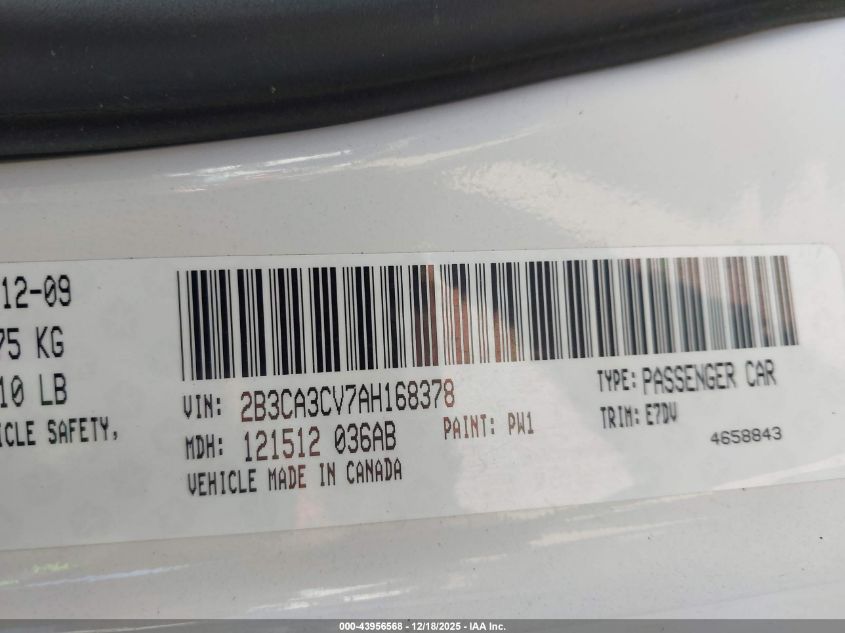 12-09
75 KG
10 LB
ICLE SAFETY,
VIN: 2B3CA3CV7AH168378
MDH: 121512 036AB
PAINT: PW1
VEHICLE MADE IN CANADA
TYPE: PASSENGER CAR
TRIM: E7DV
4658843
000-43956568 - 12/18/2025 - IAA Inc.